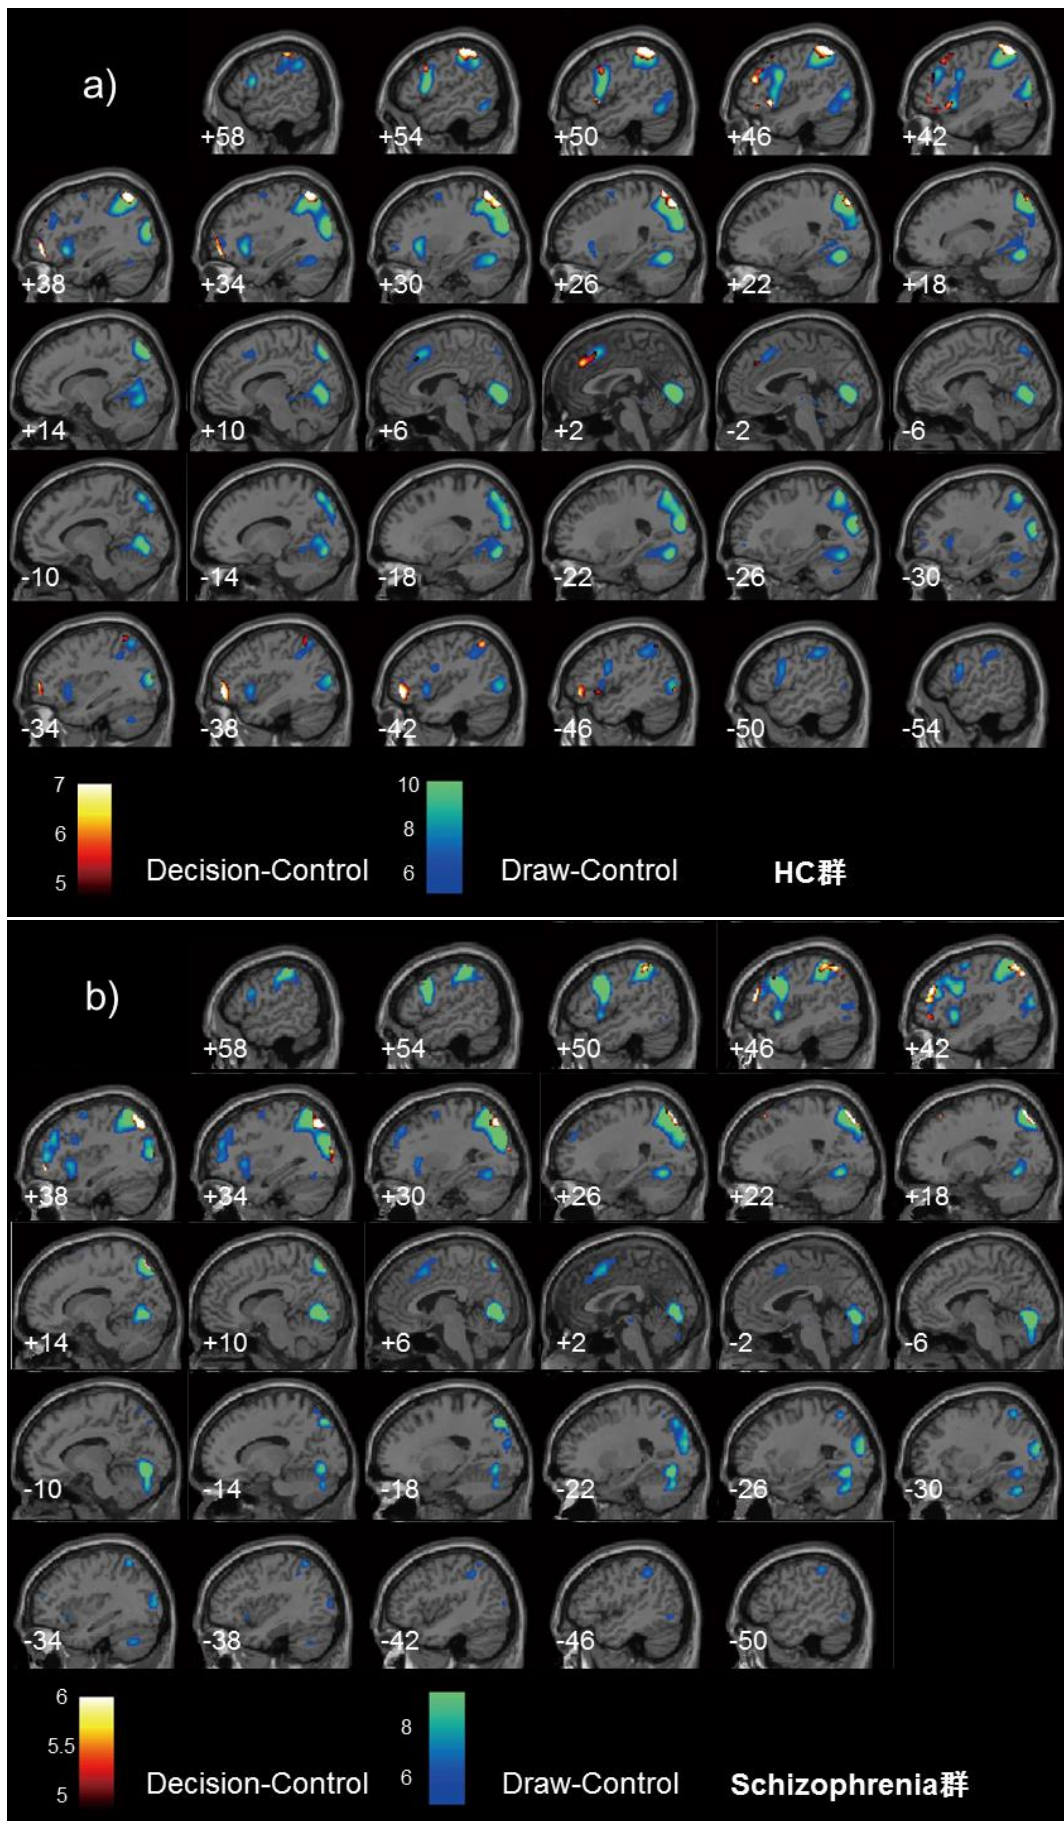 a)
+58 +54 +50 +46 +42
+38 +34 +30 +26 +22 +18
+14 +10 +6 +2 -2 -6
-10 -14 -18 -22 -26 -30
-34 -38 -42 -46 -50 -54
7
6
5
Decision-Control
10
8
6
Draw-Control
HC群
b)
+58 +54 +50 +46 +42
+38 +34 +30 +26 +22 +18
+14 +10 +6 +2 -2 -6
-10 -14 -18 -22 -26 -30
-34 -38 -42 -46 -50
6
5.5
5
Decision-Control
8
6
Draw-Control
Schizophrenia群